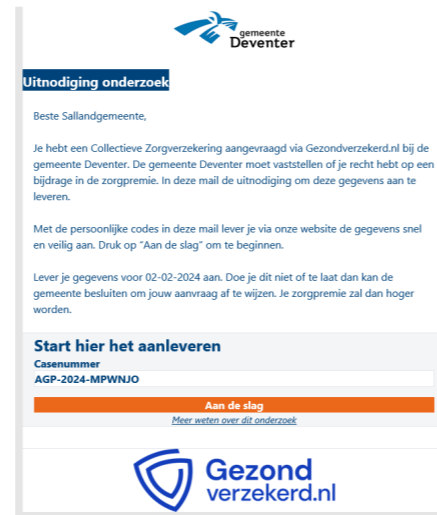 gemeente
Deventer
Uitnodiging onderzoek
Beste Sallandgemeente,
Je hebt een Collectieve Zorgverzekering aangevraagd via Gezondverzekerd.nl bij de
gemeente Deventer. De gemeente Deventer moet vaststellen of je recht hebt op een
bijdrage in de zorgpremie. In deze mail de uitnodiging om deze gegevens aan te
leveren.
Met de persoonlijke codes in deze mail lever je via onze website de gegevens snel
en veilig aan. Druk op "Aan de slag" om te beginnen.
Lever je gegevens voor 02-02-2024 aan. Doe je dit niet of te laat dan kan de
gemeente besluiten om jouw aanvraag af te wijzen. Je zorgpremie zal dan hoger
worden.
Start hier het aanleveren
Casenummer
AGP-2024-MPWNJO
Aan de slag
Meer weten over dit onderzoek
Gezond
verzekerd.nl